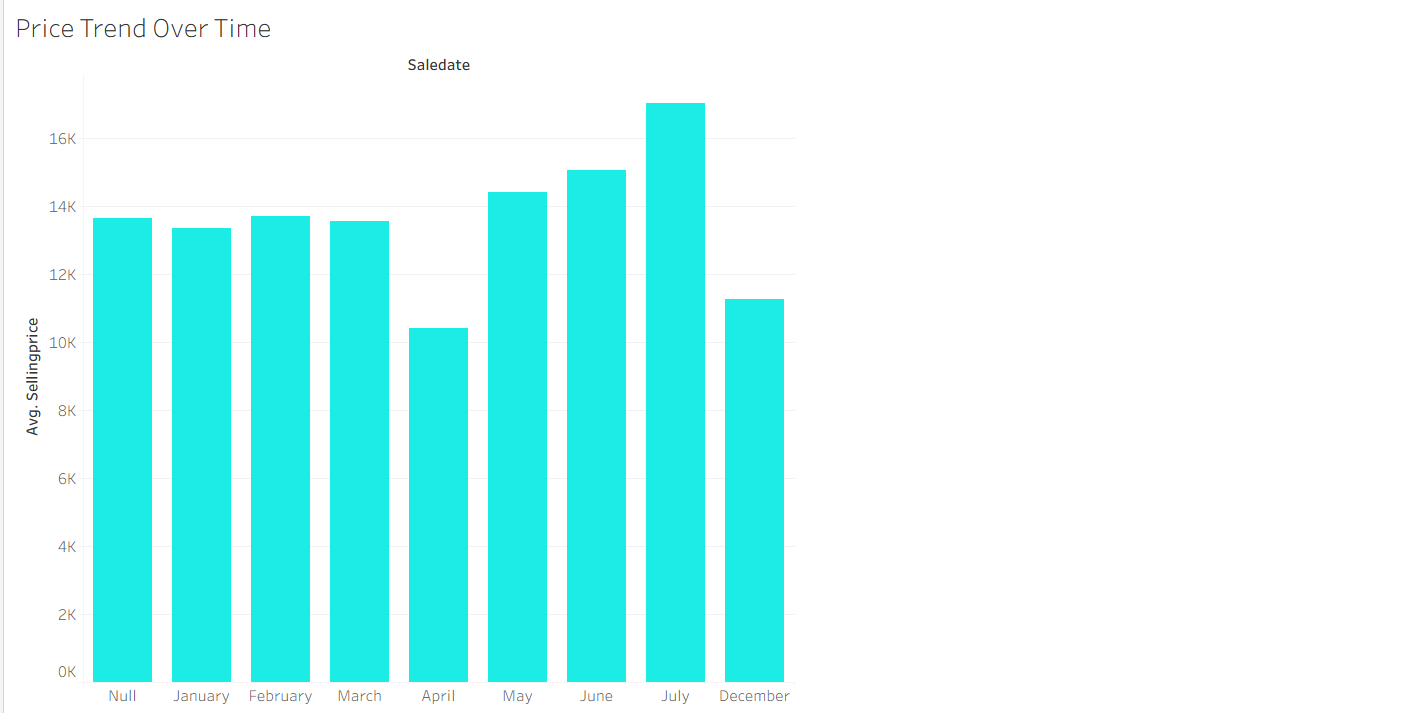 Price Trend Over Time
Saledate
Avg. Sellingprice
16K
14K
12K
10K
8K
6K
4K
2K
0K
Null January February March April May June July December